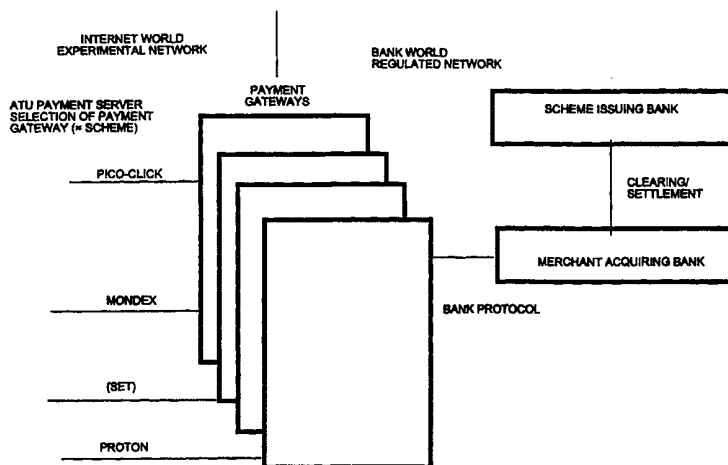 INTERNET WORLD
EXPERIMENTAL NETWORK
BANK WORLD
REGULATED NETWORK
PAYMENT
GATEWAYS
ATU PAYMENT SERVER
SELECTION OF PAYMENT
GATEWAY (= SCHEME)
SCHEME ISSUING BANK
PICO-CLICK
CLEARING/
SETTLEMENT
MERCHANT ACQUIRING BANK
MONDEX
BANK PROTOCOL
(SET)
PROTON